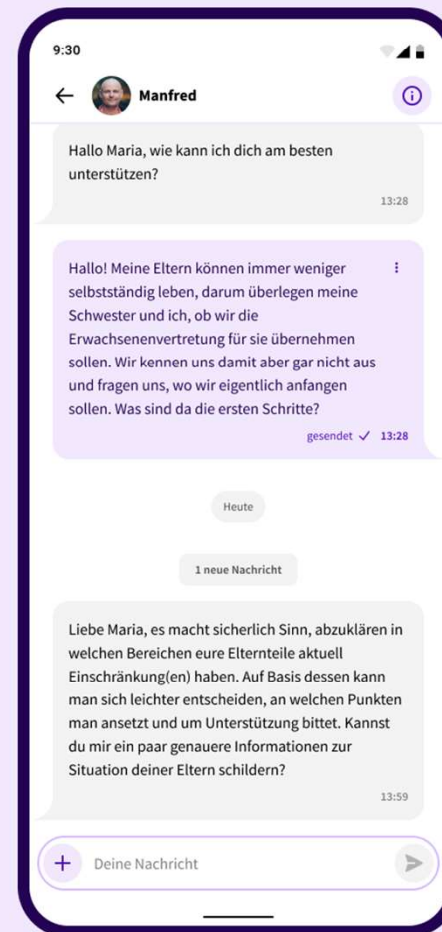 9:30
Manfred
Hallo Maria, wie kann ich dich am besten
unterstützen?
13:28
Hallo! Meine Eltern können immer weniger
selbstständig leben, darum überlegen meine
Schwester und ich, ob wir die
Erwachsenenvertretung für sie übernehmen
sollen. Wir kennen uns damit aber gar nicht aus
und fragen uns, wo wir eigentlich anfangen
sollen. Was sind da die ersten Schritte?
gesendet ✓ 13:28
Heute
1 neue Nachricht
Liebe Maria, es macht sicherlich Sinn, abzuklären in
welchen Bereichen eure Elternteile aktuell
Einschränkung(en) haben. Auf Basis dessen kann
man sich leichter entscheiden, an welchen Punkten
man ansetzt und um Unterstützung bittet. Kannst
du mir ein paar genauere Informationen zur
Situation deiner Eltern schildern?
13:59
Deine Nachricht